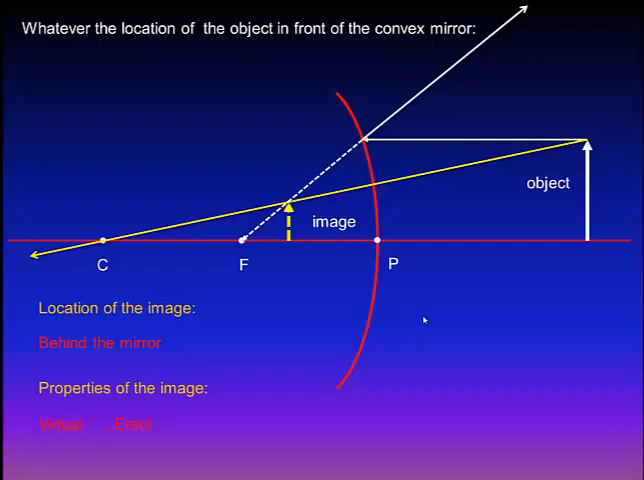 Whatever the location of the object in front of the convex mirror:
object
image
C
F
P
Location of the image:
Behind the mirror
Properties of the image:
Virtual Erect